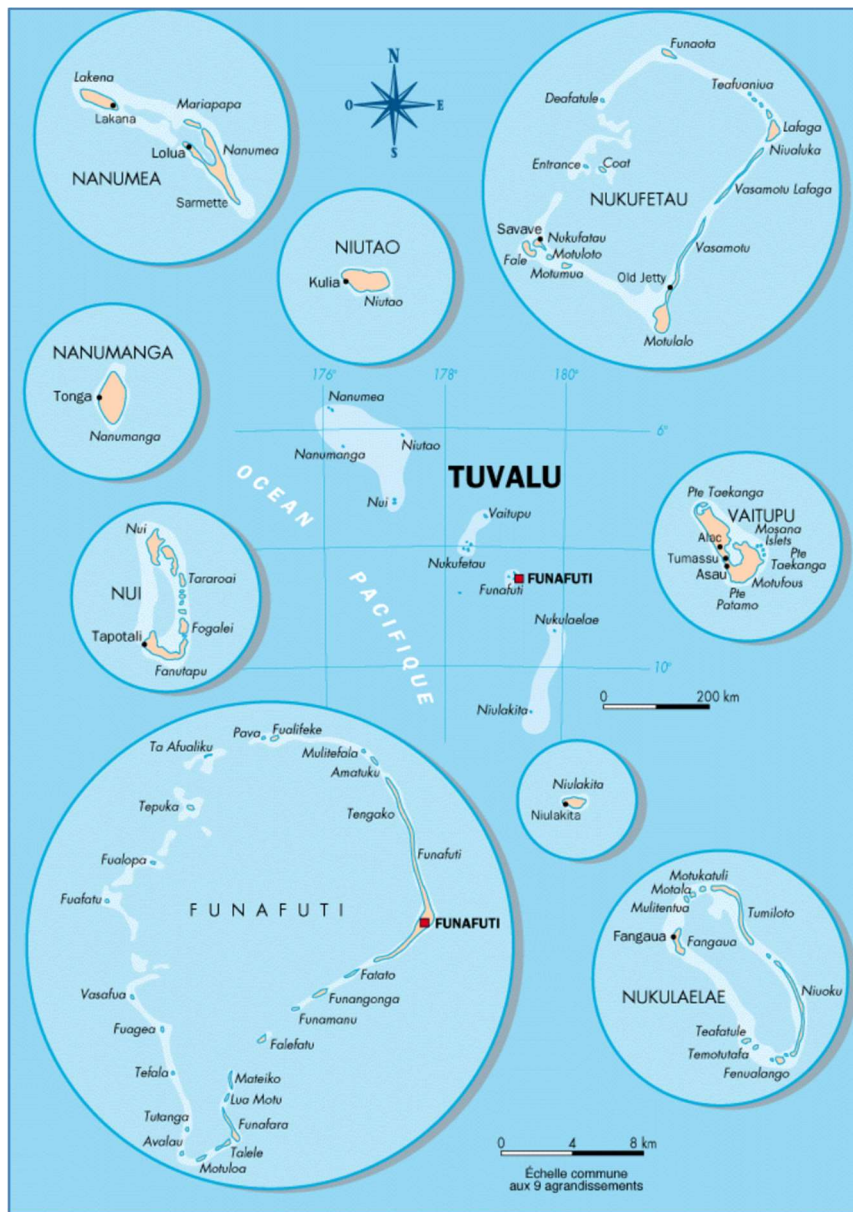 N
O
E
S
Lakena
Lakana
Mariapapa
Lolua
Nanumea
NANUMEA
Sarmette
NIUTAO
Kulia
Niutao
Funaota
Teafuaniua
Deafatule
Lafaga
Niualuka
Entrance
Coat
Vasamotu Lafaga
NUKUFETAU
Savave
Nukufatau
Vasamotu
Fale
Motuloto
Motumua
Old Jetty
Motulalo
NANUMANGA
Tonga
Nanumanga
176°
178°
180°
Nanumea
6°
Nanumanga
Niutao
OCEAN
TUVALU
Nui
Vaitupu
Nukufetau
Funafuti
FUNAFUTI
PACIFIQUE
Nukulaelae
10°
Niulakita
0
200 km
Pte Taekanga
VAITUPU
Mosana
Islets
Alac
Pte
Taekanga
Tumassu
Asau
Motufous
Pte
Patamo
Nui
Tararoai
NUI
Fogalei
Tapotali
Fanutapu
Pava
Fualifeke
Ta Afualiku
Mulitefala
Amatuku
Tepuka
Tengako
Funafuti
Fualopa
Fuafatu
FUNAFUTI
FUNAFUTI
Fatato
Vasafua
Funangonga
Funamanu
Fuagea
Falefatu
Tefala
Mateiko
Lua Motu
Tutanga
Funafara
Avalau
Talele
Motuloa
Niulakita
Niulakita
Motukatuli
Motala
Mulitentua
Tumiloto
Fangaua
Fangaua
Niuoku
NUKULAELAE
Teafatule
Temotutafa
Fenualango
0
4
8 km
Échelle commune
aux 9 agrandissements